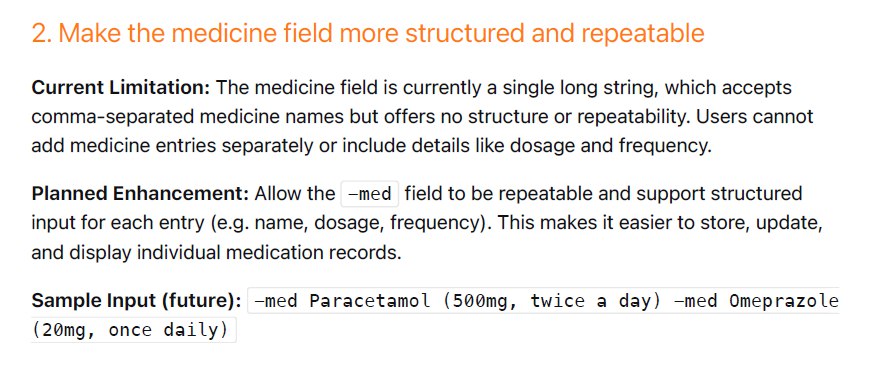 2. Make the medicine field more structured and repeatable
Current Limitation: The medicine field is currently a single long string, which accepts
comma-separated medicine names but offers no structure or repeatability. Users cannot
add medicine entries separately or include details like dosage and frequency.
Planned Enhancement: Allow the -med field to be repeatable and support structured
input for each entry (e.g. name, dosage, frequency). This makes it easier to store, update,
and display individual medication records.
Sample Input (future): -med Paracetamol (500mg, twice a day) -med Omeprazole
(20mg, once daily)